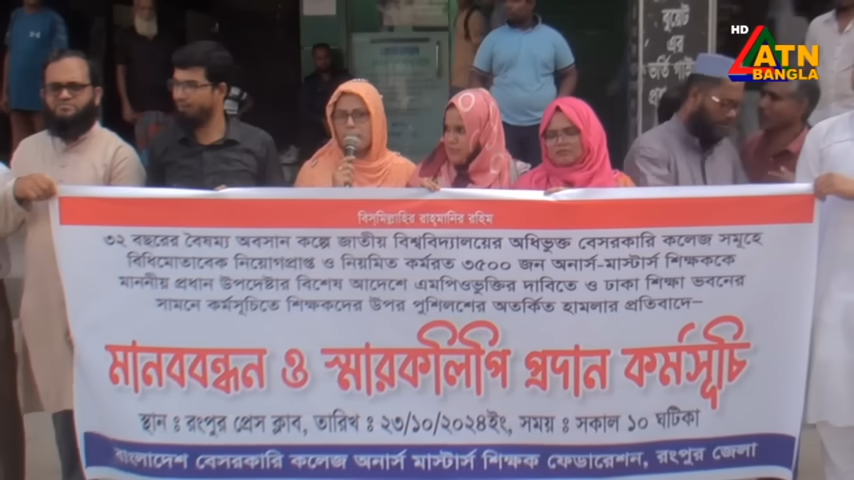 HD
ATN
BANGLA
বুয়েট
এর
বিস্‌মিল্লাহির রাহ্‌মানির রহিম
৩২ বছরের বৈষম্য অবসান কল্পে জাতীয় বিশ্ববিদ্যালয়ের অধিভুক্ত বেসরকারি কলেজ সমূহে
বিধিমোতাবেক নিয়োগপ্রাপ্ত ও নিয়মিত কর্মরত ৩৫০০ জন অনার্স-মাস্টার্স শিক্ষককে
মাননীয় প্রধান উপদেষ্টার বিশেষ আদেশে এমপিওভুক্তির দাবিতে ও ঢাকা শিক্ষা ভবনের
সামনে কর্মসূচিতে শিক্ষকদের উপর পুশিলশের অতর্কিত হামলার প্রতিবাদে-
মানববন্ধন ও স্মারকলিপি প্রদান কর্মসূচি
স্থান : রংপুর প্রেস ক্লাব, তারিখ : ২৩/১০/২০২৪ইং, সময় : সকাল ১০ ঘটিকা
বাংলাদেশ বেসরকারি কলেজ অনার্স মাস্টার্স শিক্ষক ফেডারেশন, রংপুর জেলা